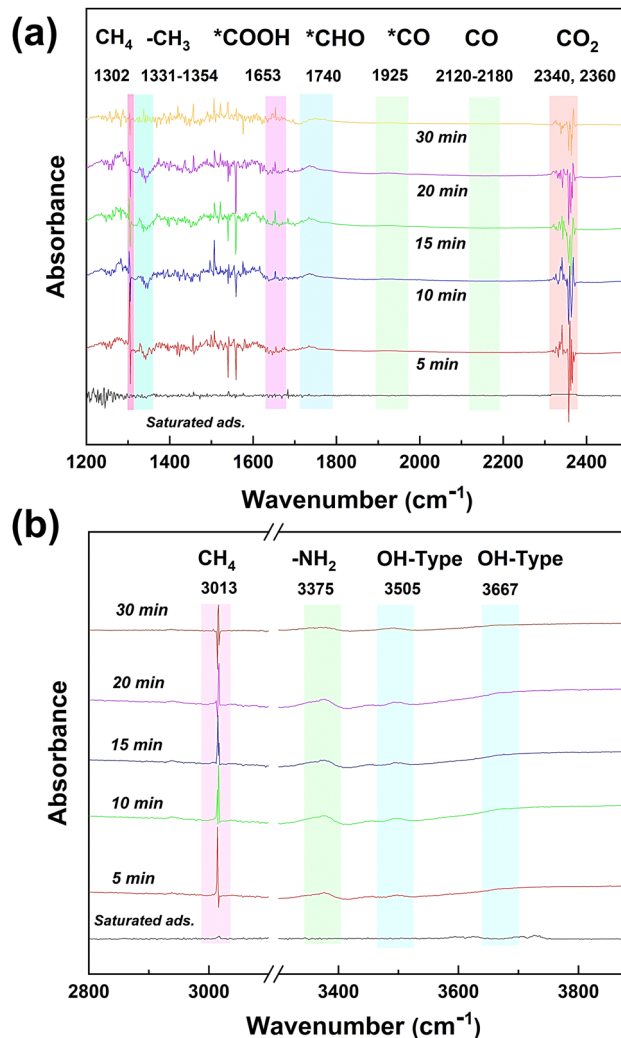 (a)
CH₄ -CH₃ *COOH *CHO *CO CO CO₂
1302 1331-1354 1653 1740 1925 2120-2180 2340, 2360
30 min
20 min
15 min
10 min
5 min
Saturated ads.
Absorbance
1200 1400 1600 1800 2000 2200 2400
Wavenumber (cm⁻¹)
(b)
CH₄ -NH₂ OH-Type OH-Type
3013 3375 3505 3667
30 min
20 min
15 min
10 min
5 min
Saturated ads.
Absorbance
2800 3000 3400 3600 3800
Wavenumber (cm⁻¹)